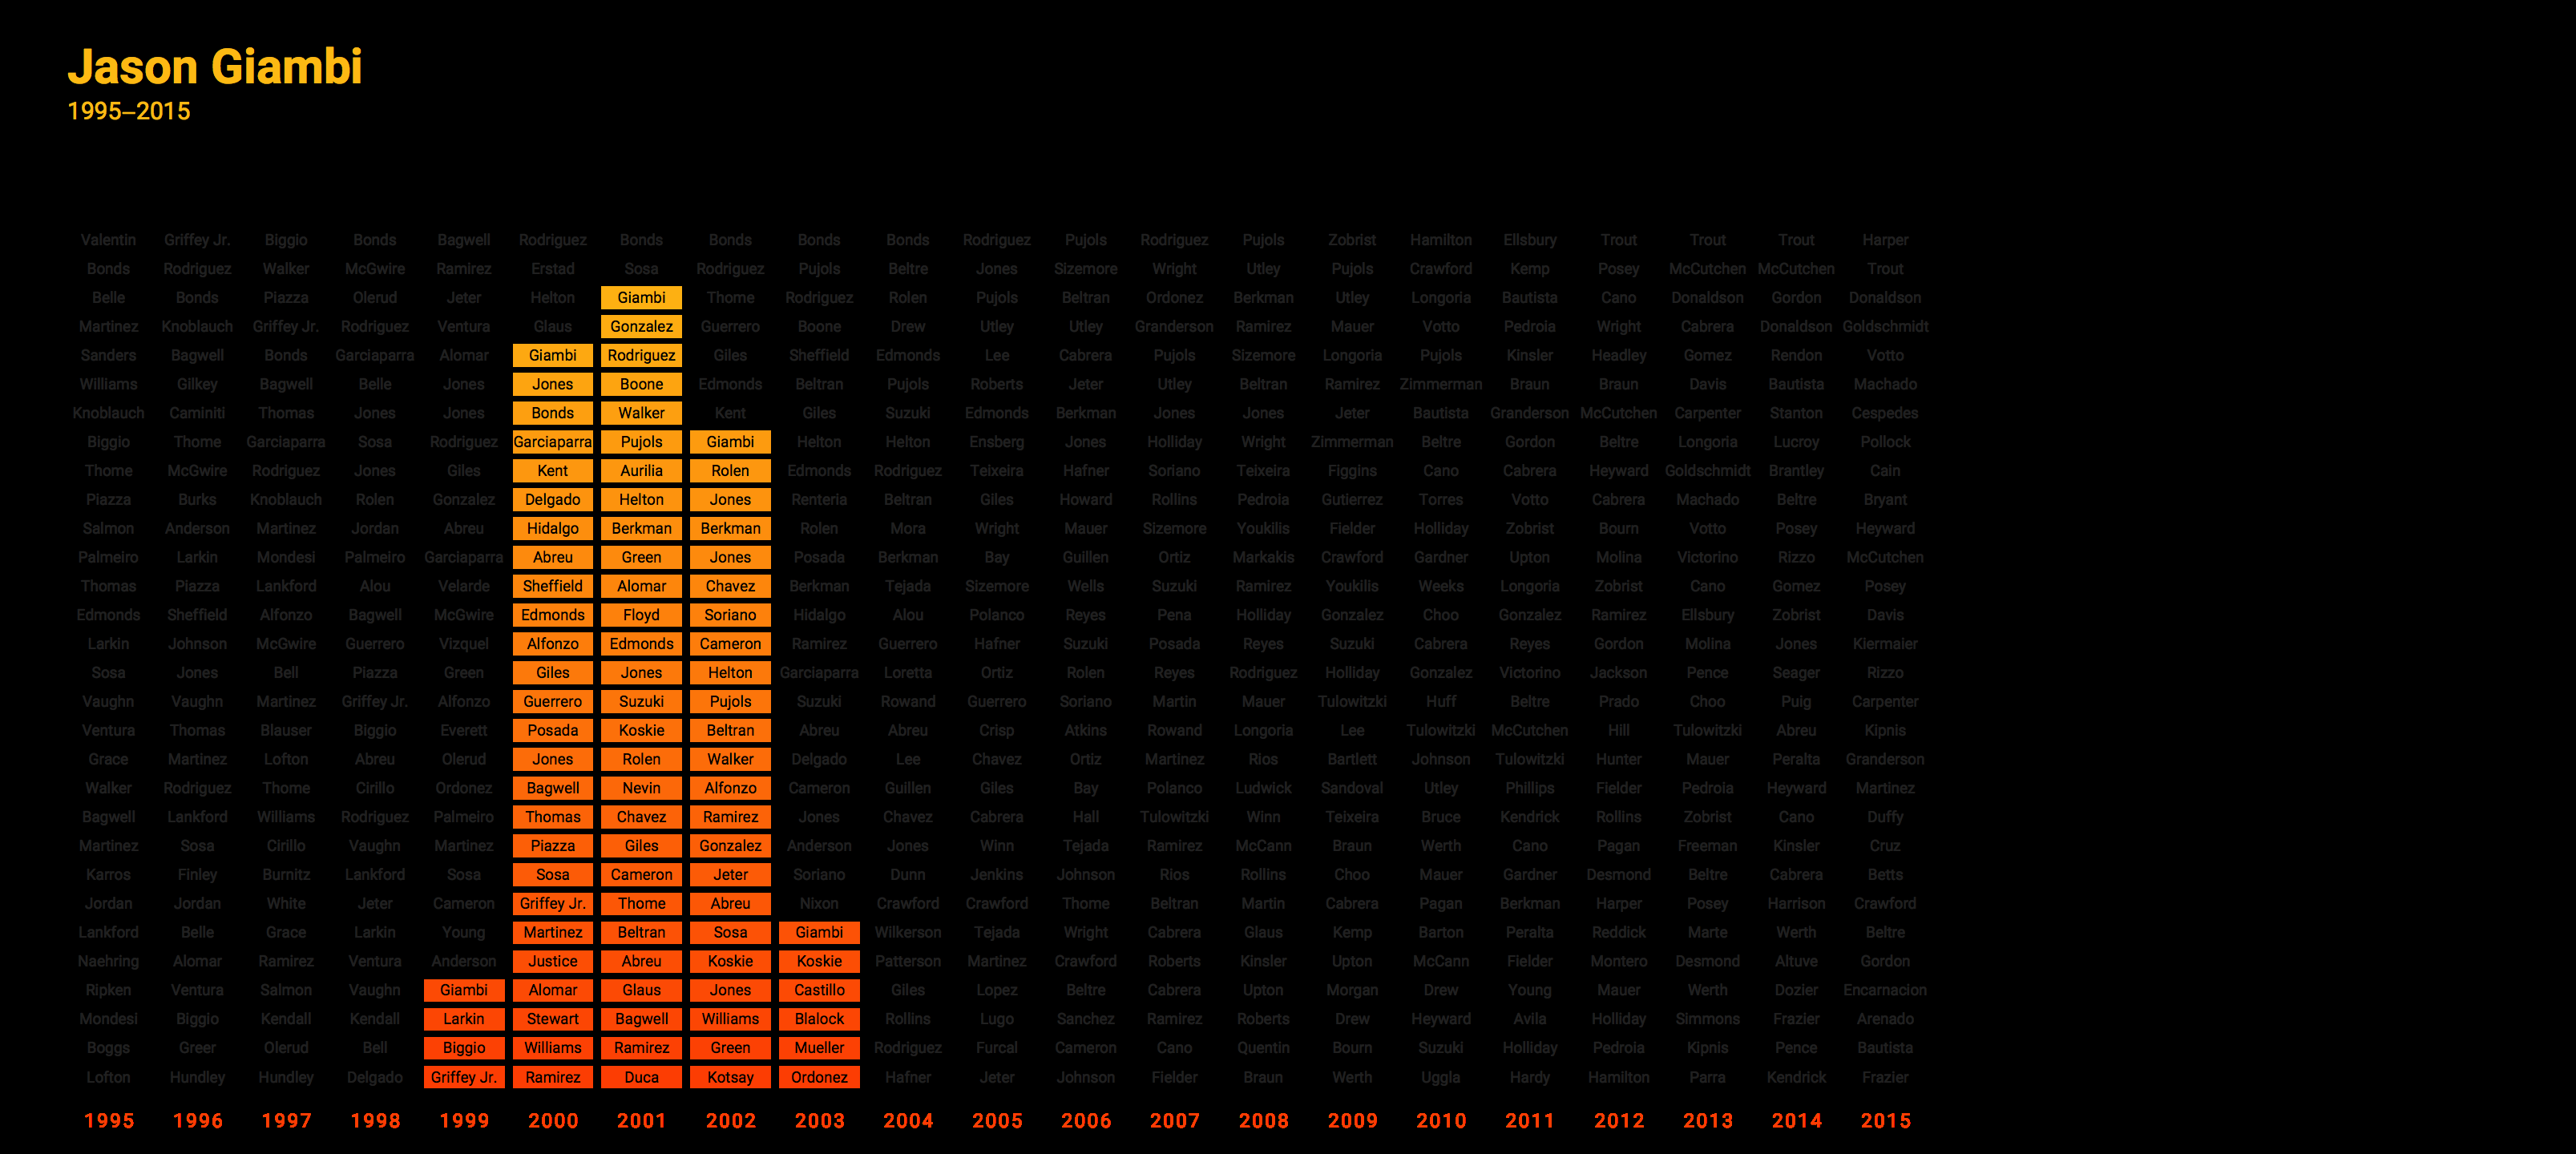 Jason Giambi
1995–2015
Valentin Griffey Jr. Biggio Bonds Bagwell Rodriguez Bonds Bonds Bonds Bonds Rodriguez Pujols Rodriguez Pujols Zobrist Hamilton Ellsbury Trout Trout Trout Harper
Bonds Rodriguez Walker McGwire Ramirez Erstad Sosa Rodriguez Pujols Beltre Jones Sizemore Wright Utley Pujols Crawford Kemp Posey McCutchen McCutchen Trout
Belle Bonds Piazza Olerud Jeter Helton Giambi Thome Rodriguez Rolen Pujols Beltran Ordonez Berkman Utley Longoria Bautista Cano Donaldson Gordon Donaldson
Martinez Knoblauch Griffey Jr. Rodriguez Ventura Glaus Gonzalez Guerrero Boone Drew Utley Utley Granderson Ramirez Mauer Votto Pedroia Wright Cabrera Donaldson Goldschmidt
Sanders Bagwell Bonds Garciaparra Alomar Giambi Rodriguez Giles Sheffield Edmonds Lee Cabrera Pujols Sizemore Longoria Pujols Kinsler Headley Gomez Rendon Votto
Williams Gilkey Bagwell Belle Jones Jones Boone Edmonds Beltran Pujols Roberts Jeter Utley Beltran Ramirez Zimmerman Braun Braun Davis Bautista Machado
Knoblauch Caminiti Thomas Jones Jones Bonds Walker Kent Giles Suzuki Edmonds Berkman Jones Jones Jeter Bautista Granderson McCutchen Carpenter Stanton Cespedes
Biggio Thome Garciaparra Sosa Rodriguez Garciaparra Pujols Giambi Helton Helton Ensberg Jones Holliday Wright Zimmerman Beltre Gordon Beltre Longoria Lucroy Pollock
Thome McGwire Rodriguez Jones Giles Kent Aurilia Rolen Edmonds Rodriguez Teixeira Hafner Soriano Teixeira Figgins Cano Cabrera Heyward Goldschmidt Brantley Cain
Piazza Burks Knoblauch Rolen Gonzalez Delgado Helton Jones Renteria Beltran Giles Howard Rollins Pedroia Gutierrez Torres Votto Cabrera Machado Beltre Bryant
Salmon Anderson Martinez Jordan Abreu Hidalgo Berkman Berkman Rolen Mora Wright Mauer Sizemore Youkilis Fielder Holliday Zobrist Bourn Votto Posey Heyward
Palmeiro Larkin Mondesi Palmeiro Garciaparra Abreu Green Jones Posada Berkman Bay Guillen Ortiz Markakis Crawford Gardner Upton Molina Victorino Rizzo McCutchen
Thomas Piazza Lankford Alou Velarde Sheffield Alomar Chavez Berkman Tejada Sizemore Wells Suzuki Ramirez Youkilis Weeks Longoria Zobrist Cano Gomez Posey
Edmonds Sheffield Alfonzo Bagwell McGwire Edmonds Floyd Soriano Hidalgo Alou Polanco Reyes Pena Holliday Gonzalez Choo Gonzalez Ramirez Ellsbury Zobrist Davis
Larkin Johnson McGwire Guerrero Vizquel Alfonzo Edmonds Cameron Ramirez Guerrero Hafner Suzuki Posada Reyes Suzuki Cabrera Reyes Gordon Molina Jones Kiermaier
Sosa Jones Bell Piazza Green Giles Jones Helton Garciaparra Loretta Ortiz Rolen Reyes Rodriguez Holliday Gonzalez Victorino Jackson Pence Seager Rizzo
Vaughn Vaughn Martinez Griffey Jr. Alfonzo Guerrero Suzuki Pujols Suzuki Rowand Guerrero Soriano Martin Mauer Tulowitzki Huff Beltre Prado Choo Puig Carpenter
Ventura Thomas Blauser Biggio Everett Posada Koskie Beltran Abreu Abreu Crisp Atkins Rowand Longoria Lee Tulowitzki McCutchen Hill Tulowitzki Abreu Kipnis
Grace Martinez Lofton Abreu Olerud Jones Rolen Walker Delgado Lee Chavez Ortiz Martinez Rios Bartlett Johnson Tulowitzki Hunter Mauer Peralta Granderson
Walker Rodriguez Thome Cirillo Ordonez Bagwell Nevin Alfonzo Cameron Guillen Giles Bay Polanco Ludwick Sandoval Utley Phillips Fielder Pedroia Heyward Martinez
Bagwell Lankford Williams Rodriguez Palmeiro Thomas Chavez Ramirez Jones Chavez Cabrera Hall Tulowitzki Winn Teixeira Bruce Kendrick Rollins Zobrist Cano Duffy
Martinez Sosa Cirillo Vaughn Martinez Piazza Giles Gonzalez Anderson Jones Winn Tejada Ramirez McCann Braun Werth Cano Pagan Freeman Kinsler Cruz
Karros Finley Burnitz Lankford Sosa Sosa Cameron Jeter Soriano Dunn Jenkins Johnson Rios Rollins Choo Mauer Gardner Desmond Beltre Cabrera Betts
Jordan Jordan White Jeter Cameron Griffey Jr. Thome Abreu Nixon Crawford Crawford Thome Beltran Martin Cabrera Pagan Berkman Harper Posey Harrison Crawford
Lankford Belle Grace Larkin Young Martinez Beltran Sosa Giambi Wilkerson Tejada Wright Cabrera Glaus Kemp Barton Peralta Reddick Marte Werth Beltre
Naehring Alomar Ramirez Ventura Anderson Justice Abreu Koskie Koskie Patterson Martinez Crawford Roberts Kinsler Upton McCann Fielder Montero Desmond Altuve Gordon
Ripken Ventura Salmon Vaughn Giambi Alomar Glaus Jones Castillo Giles Lopez Beltre Cabrera Upton Morgan Drew Young Mauer Werth Dozier Encarnacion
Mondesi Biggio Kendall Kendall Larkin Stewart Bagwell Williams Blalock Rollins Lugo Sanchez Ramirez Roberts Drew Heyward Avila Holliday Simmons Frazier Arenado
Boggs Greer Olerud Bell Biggio Williams Ramirez Green Mueller Rodriguez Furcal Cameron Cano Quentin Bourn Suzuki Holliday Pedroia Kipnis Pence Bautista
Lofton Hundley Hundley Delgado Griffey Jr. Ramirez Duca Kotsay Ordonez Hafner Jeter Johnson Fielder Braun Werth Uggla Hardy Hamilton Parra Kendrick Frazier
1995 1996 1997 1998 1999 2000 2001 2002 2003 2004 2005 2006 2007 2008 2009 2010 2011 2012 2013 2014 2015